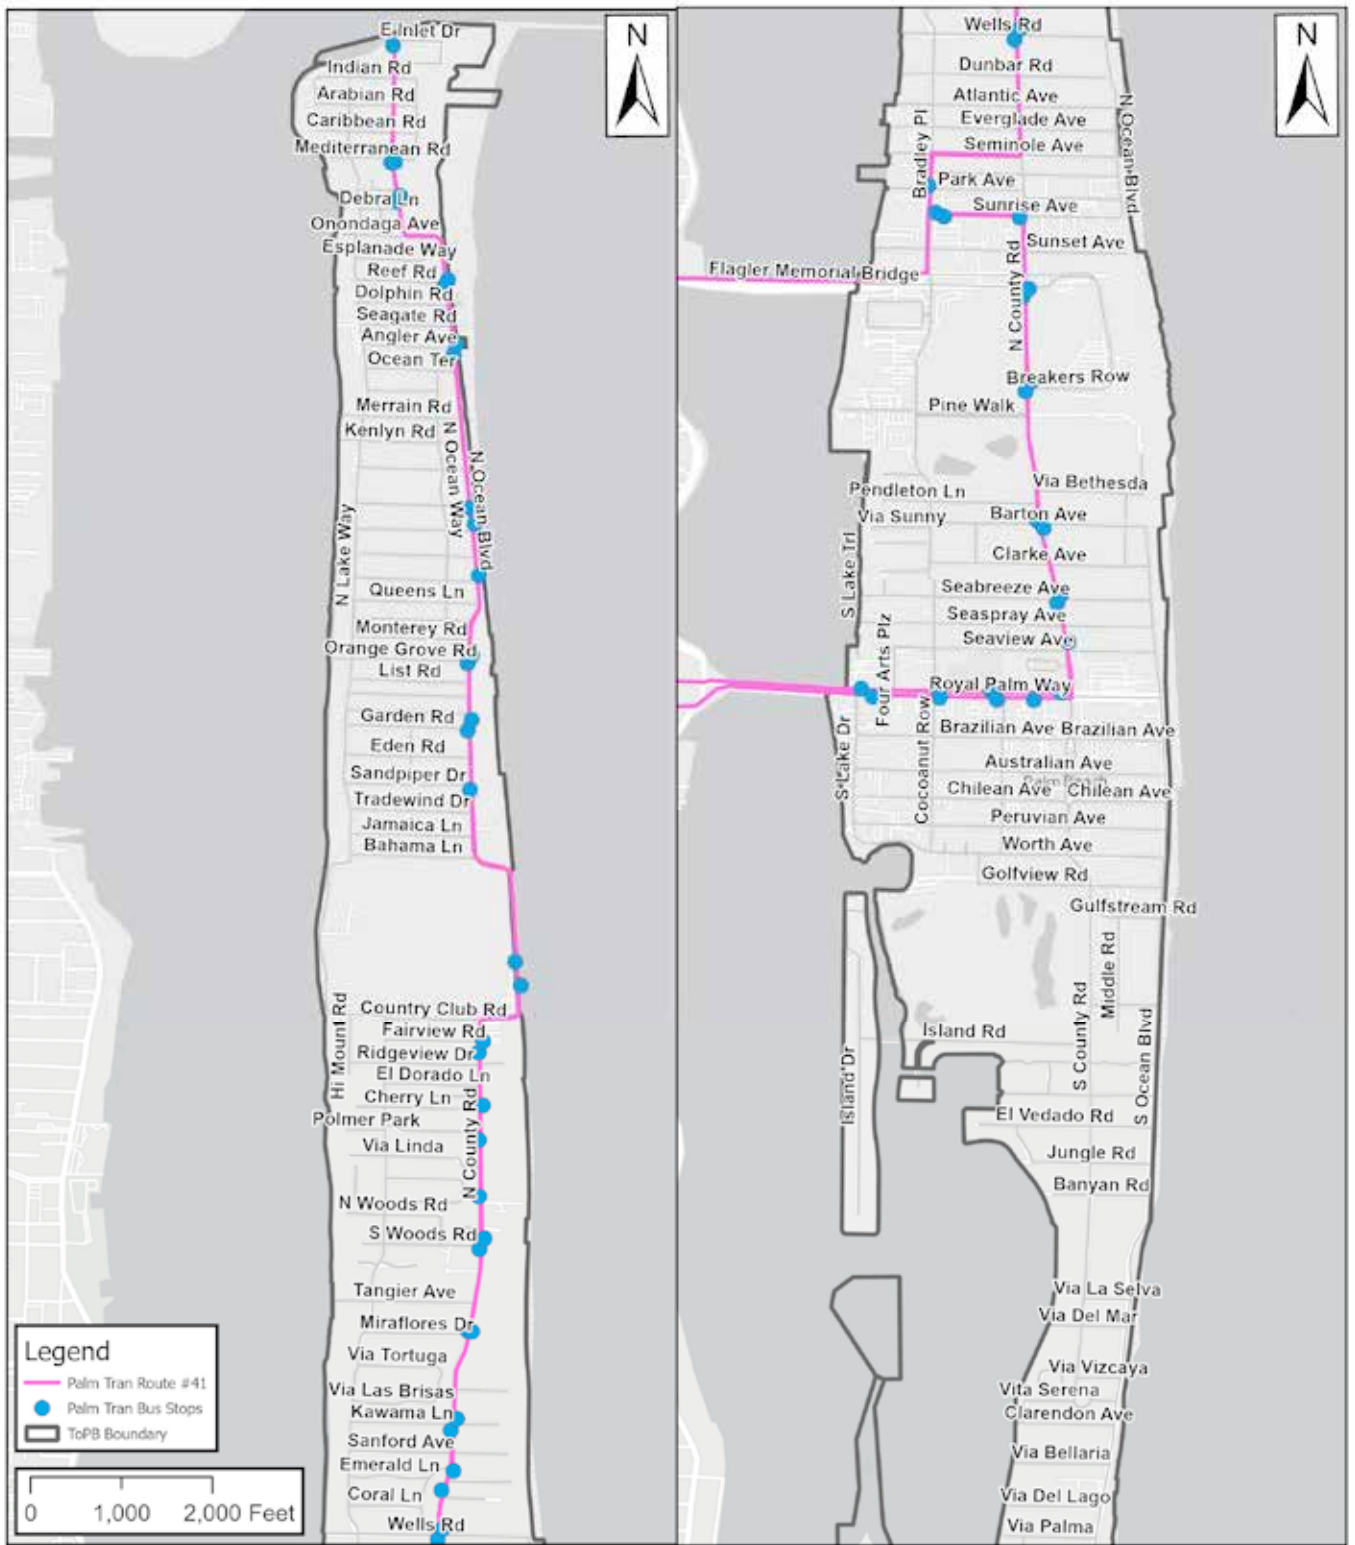 E Inlet Dr
Indian Rd
Arabian Rd
Caribbean Rd
Mediterranean Rd
Debra Ln
Onondaga Ave
Esplanade Way
Reef Rd
Dolphin Rd
Seagate Rd
Angler Ave
Ocean Ter
Merrain Rd
Kenlyn Rd
N Ocean Way
N Ocean Blvd
N Lake Way
Queens Ln
Monterey Rd
Orange Grove Rd
List Rd
Garden Rd
Eden Rd
Sandpiper Dr
Tradewind Dr
Jamaica Ln
Bahama Ln
Country Club Rd
Hi Mount Rd
Fairview Rd
Ridgeview Dr
El Dorado Ln
Cherry Ln
N County Rd
Polmer Park
Via Linda
N Woods Rd
S Woods Rd
Tangier Ave
Miraflores Dr
Via Tortuga
Via Las Brisas
Kawama Ln
Sanford Ave
Emerald Ln
Coral Ln
Wells Rd
N
Legend
Palm Tran Route #41
Palm Tran Bus Stops
ToPB Boundary
0 1,000 2,000 Feet
N
Wells Rd
Dunbar Rd
Atlantic Ave
Everglade Ave
Seminole Ave
N Ocean Blvd
Bradley Pl
Park Ave
Sunrise Ave
Sunset Ave
Flagler Memorial Bridge
N County Rd
Breakers Row
Pine Walk
Via Bethesda
Pendleton Ln
Via Sunny
Barton Ave
Clarke Ave
S Lake Trl
Seabreeze Ave
Seaspray Ave
Seaview Ave
Four Arts Plz
Royal Palm Way
S Lake Dr
Cocoanut Row
Brazilian Ave Brazilian Ave
Australian Ave
Palm Beach
Chilean Ave Chilean Ave
Peruvian Ave
Worth Ave
Golfview Rd
Gulfstream Rd
Middle Rd
S County Rd
S Ocean Blvd
Island Rd
Island Dr
El Vedado Rd
Jungle Rd
Banyan Rd
Via La Selva
Via Del Mar
Via Vizcaya
Vita Serena
Clarendon Ave
Via Bellaria
Via Del Lago
Via Palma